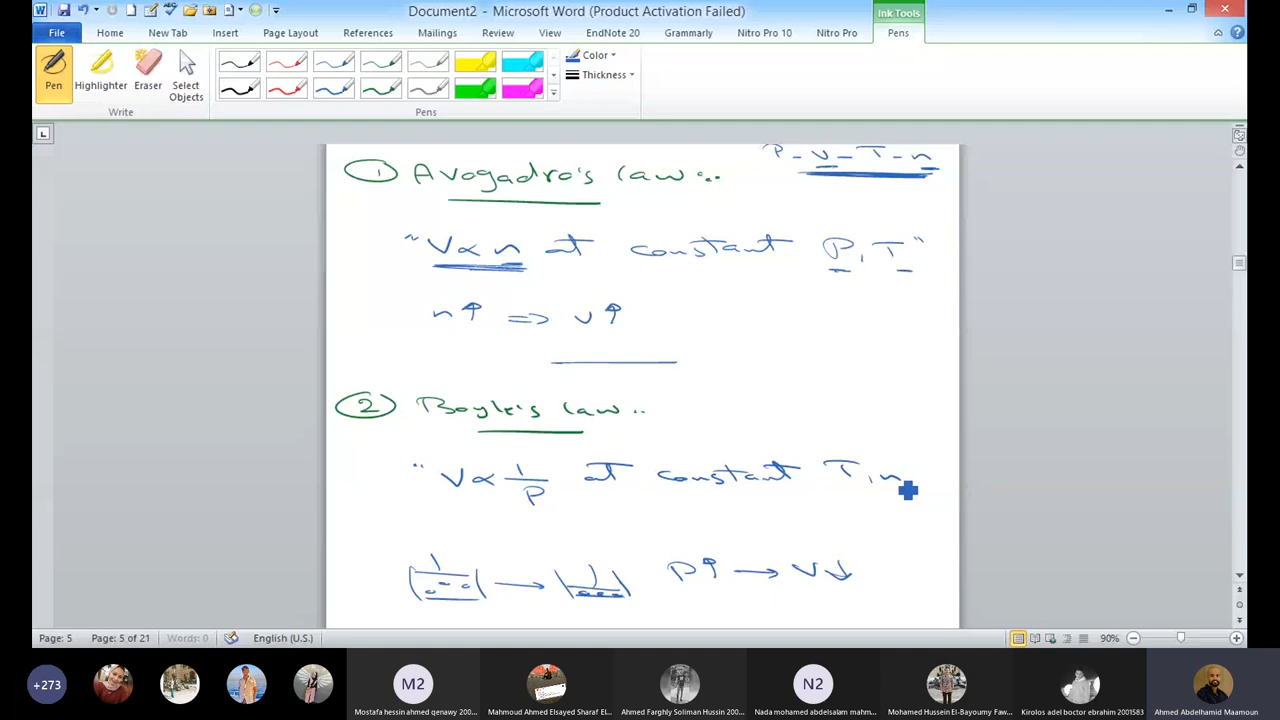 Document2 - Microsoft Word (Product Activation Failed)
Ink Tools
File Home New Tab Insert Page Layout References Mailings Review View EndNote 20 Grammarly Nitro Pro 10 Nitro Pro Pens
Pen Highlighter Eraser Select Objects
Color
Thickness
Write Pens
P - V - T - n
① Avogadro's law ..
"V ∝ n at constant P, T"
n↑ => V↑
② Boyle's law ..
"V ∝ 1/P at constant T, n
P↑ → V↓
Page: 5 Page: 5 of 21 Words: 0 English (U.S.) 90%
+273 M2 N2
Mostafa hessin ahmed qenawy 200... Mahmoud Ahmed Elsayed Sharaf El... Ahmed Farghly Soliman Hussin 200... Nada mohamed abdelsalam mahm... Mohamed Hussein El-Bayoumy Faw... Kirolos adel boctor ebrahim 2001583 Ahmed Abdelhamid Maamoun